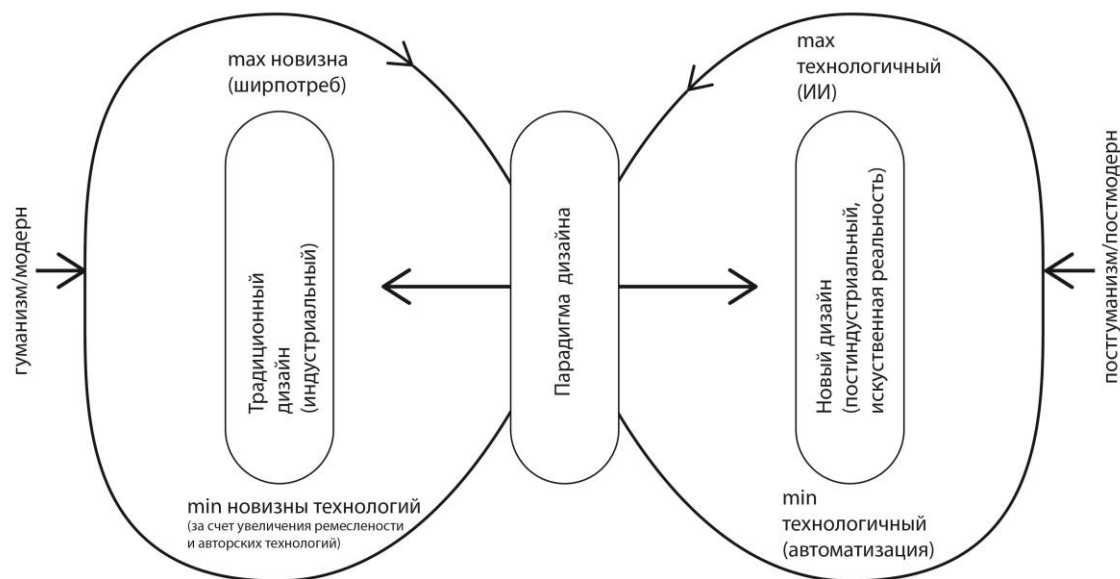 max новизна
(ширпотреб)
max
технологичный
(ИИ)
гуманизм/модерн
Традиционный
дизайн
(индустриальный)
Парадигма дизайна
Новый дизайн
(постиндустриальный,
искуственная реальность)
постгуманизм/постмодерн
min новизны технологий
(за счет увеличения ремеслености
и авторских технологий)
min
технологичный
(автоматизация)